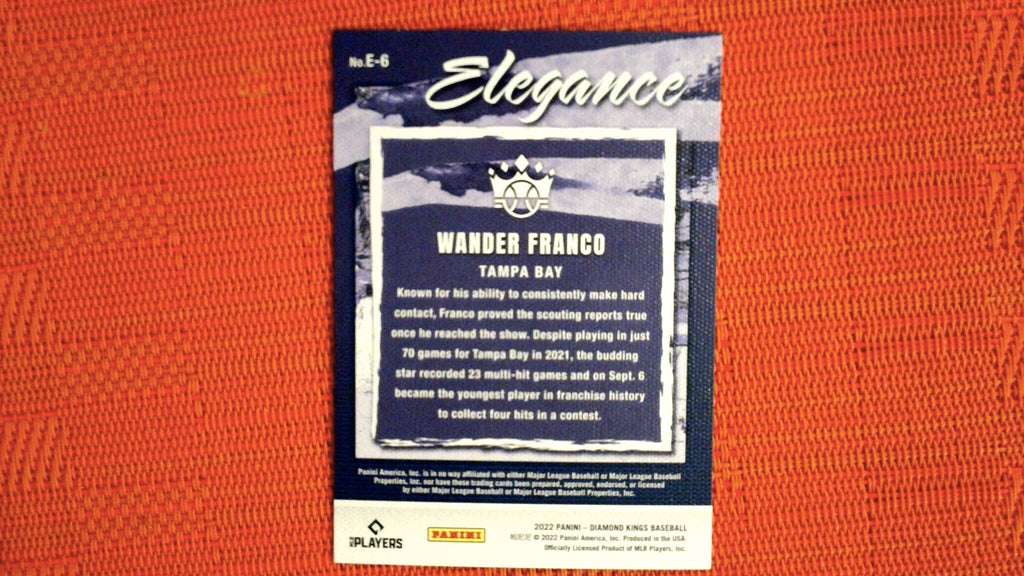 No.E-6
Elegance
WANDER FRANCO
TAMPA BAY
Known for his ability to consistently make hard
contact, Franco proved the scouting reports true
once he reached the show. Despite playing in just
70 games for Tampa Bay in 2021, the budding
star recorded 23 multi-hit games and on Sept. 6
became the youngest player in franchise history
to collect four hits in a contest.
Panini America, Inc. is in no way affiliated with either Major League Baseball or Major League Baseball
Properties, Inc. nor have these trading cards been prepared, approved, endorsed, or licensed
by either Major League Baseball or Major League Baseball Properties, Inc.
PLAYERS
PANINI
2022 PANINI – DIAMOND KINGS BASEBALL
帕尼尼 © 2022 Panini America, Inc. Produced in the USA.
Officially Licensed Product of MLB Players, Inc.